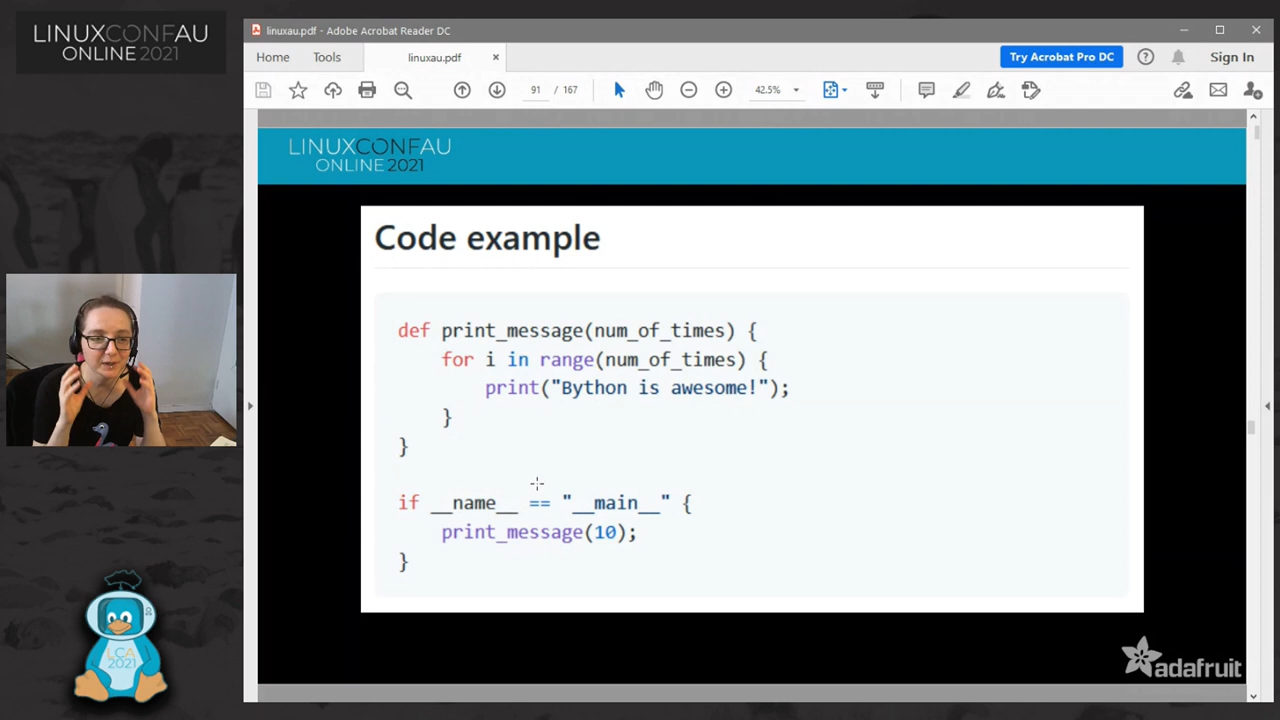 LINUXCONFAU
ONLINE 2021
linuxau.pdf - Adobe Acrobat Reader DC
Home Tools linuxau.pdf × Try Acrobat Pro DC ? Sign In
91 / 167 42.5%
LINUXCONFAU
ONLINE 2021
Code example
def print_message(num_of_times) {
    for i in range(num_of_times) {
        print("Bython is awesome!");
    }
}
if __name__ == "__main__" {
    print_message(10);
}
LCA
2021
adafruit